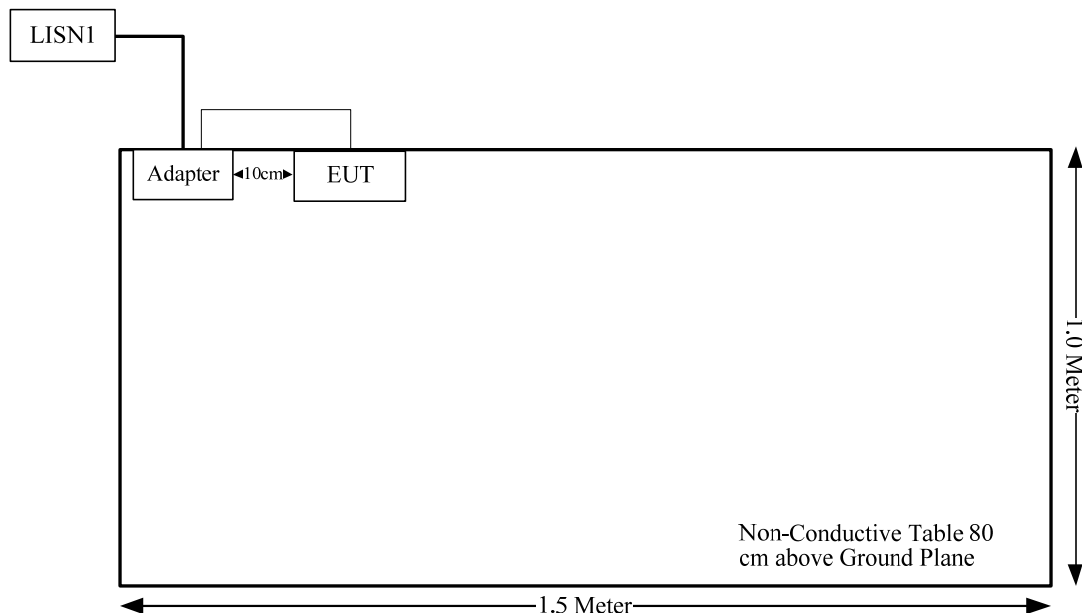 LISN1
Adapter
10cm
EUT
1.0 Meter
Non-Conductive Table 80
cm above Ground Plane
1.5 Meter